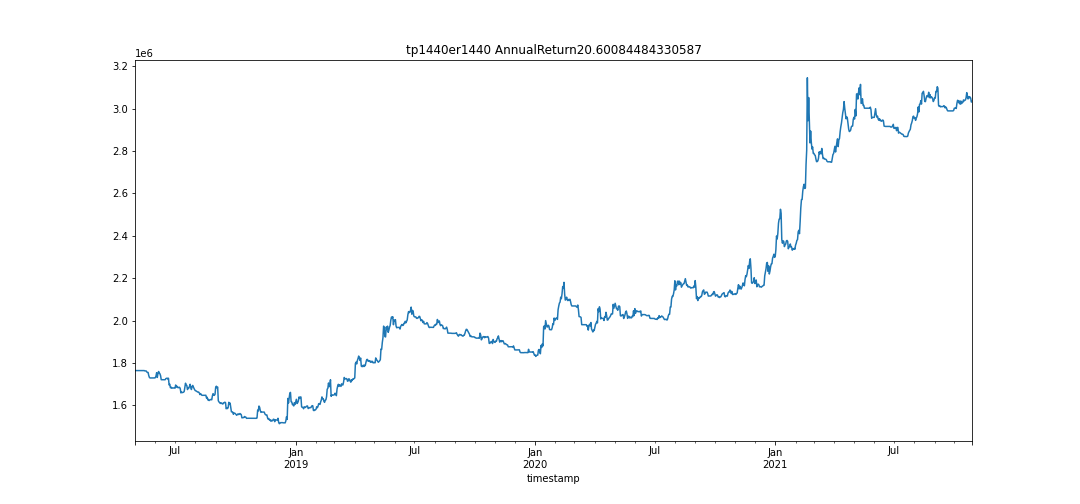 tp1440er1440 AnnualReturn20.60084484330587
1e6
3.2
3.0
2.8
2.6
2.4
2.2
2.0
1.8
1.6
Jul Jan Jul Jan Jul Jan Jul
2019 2020 2021
timestamp